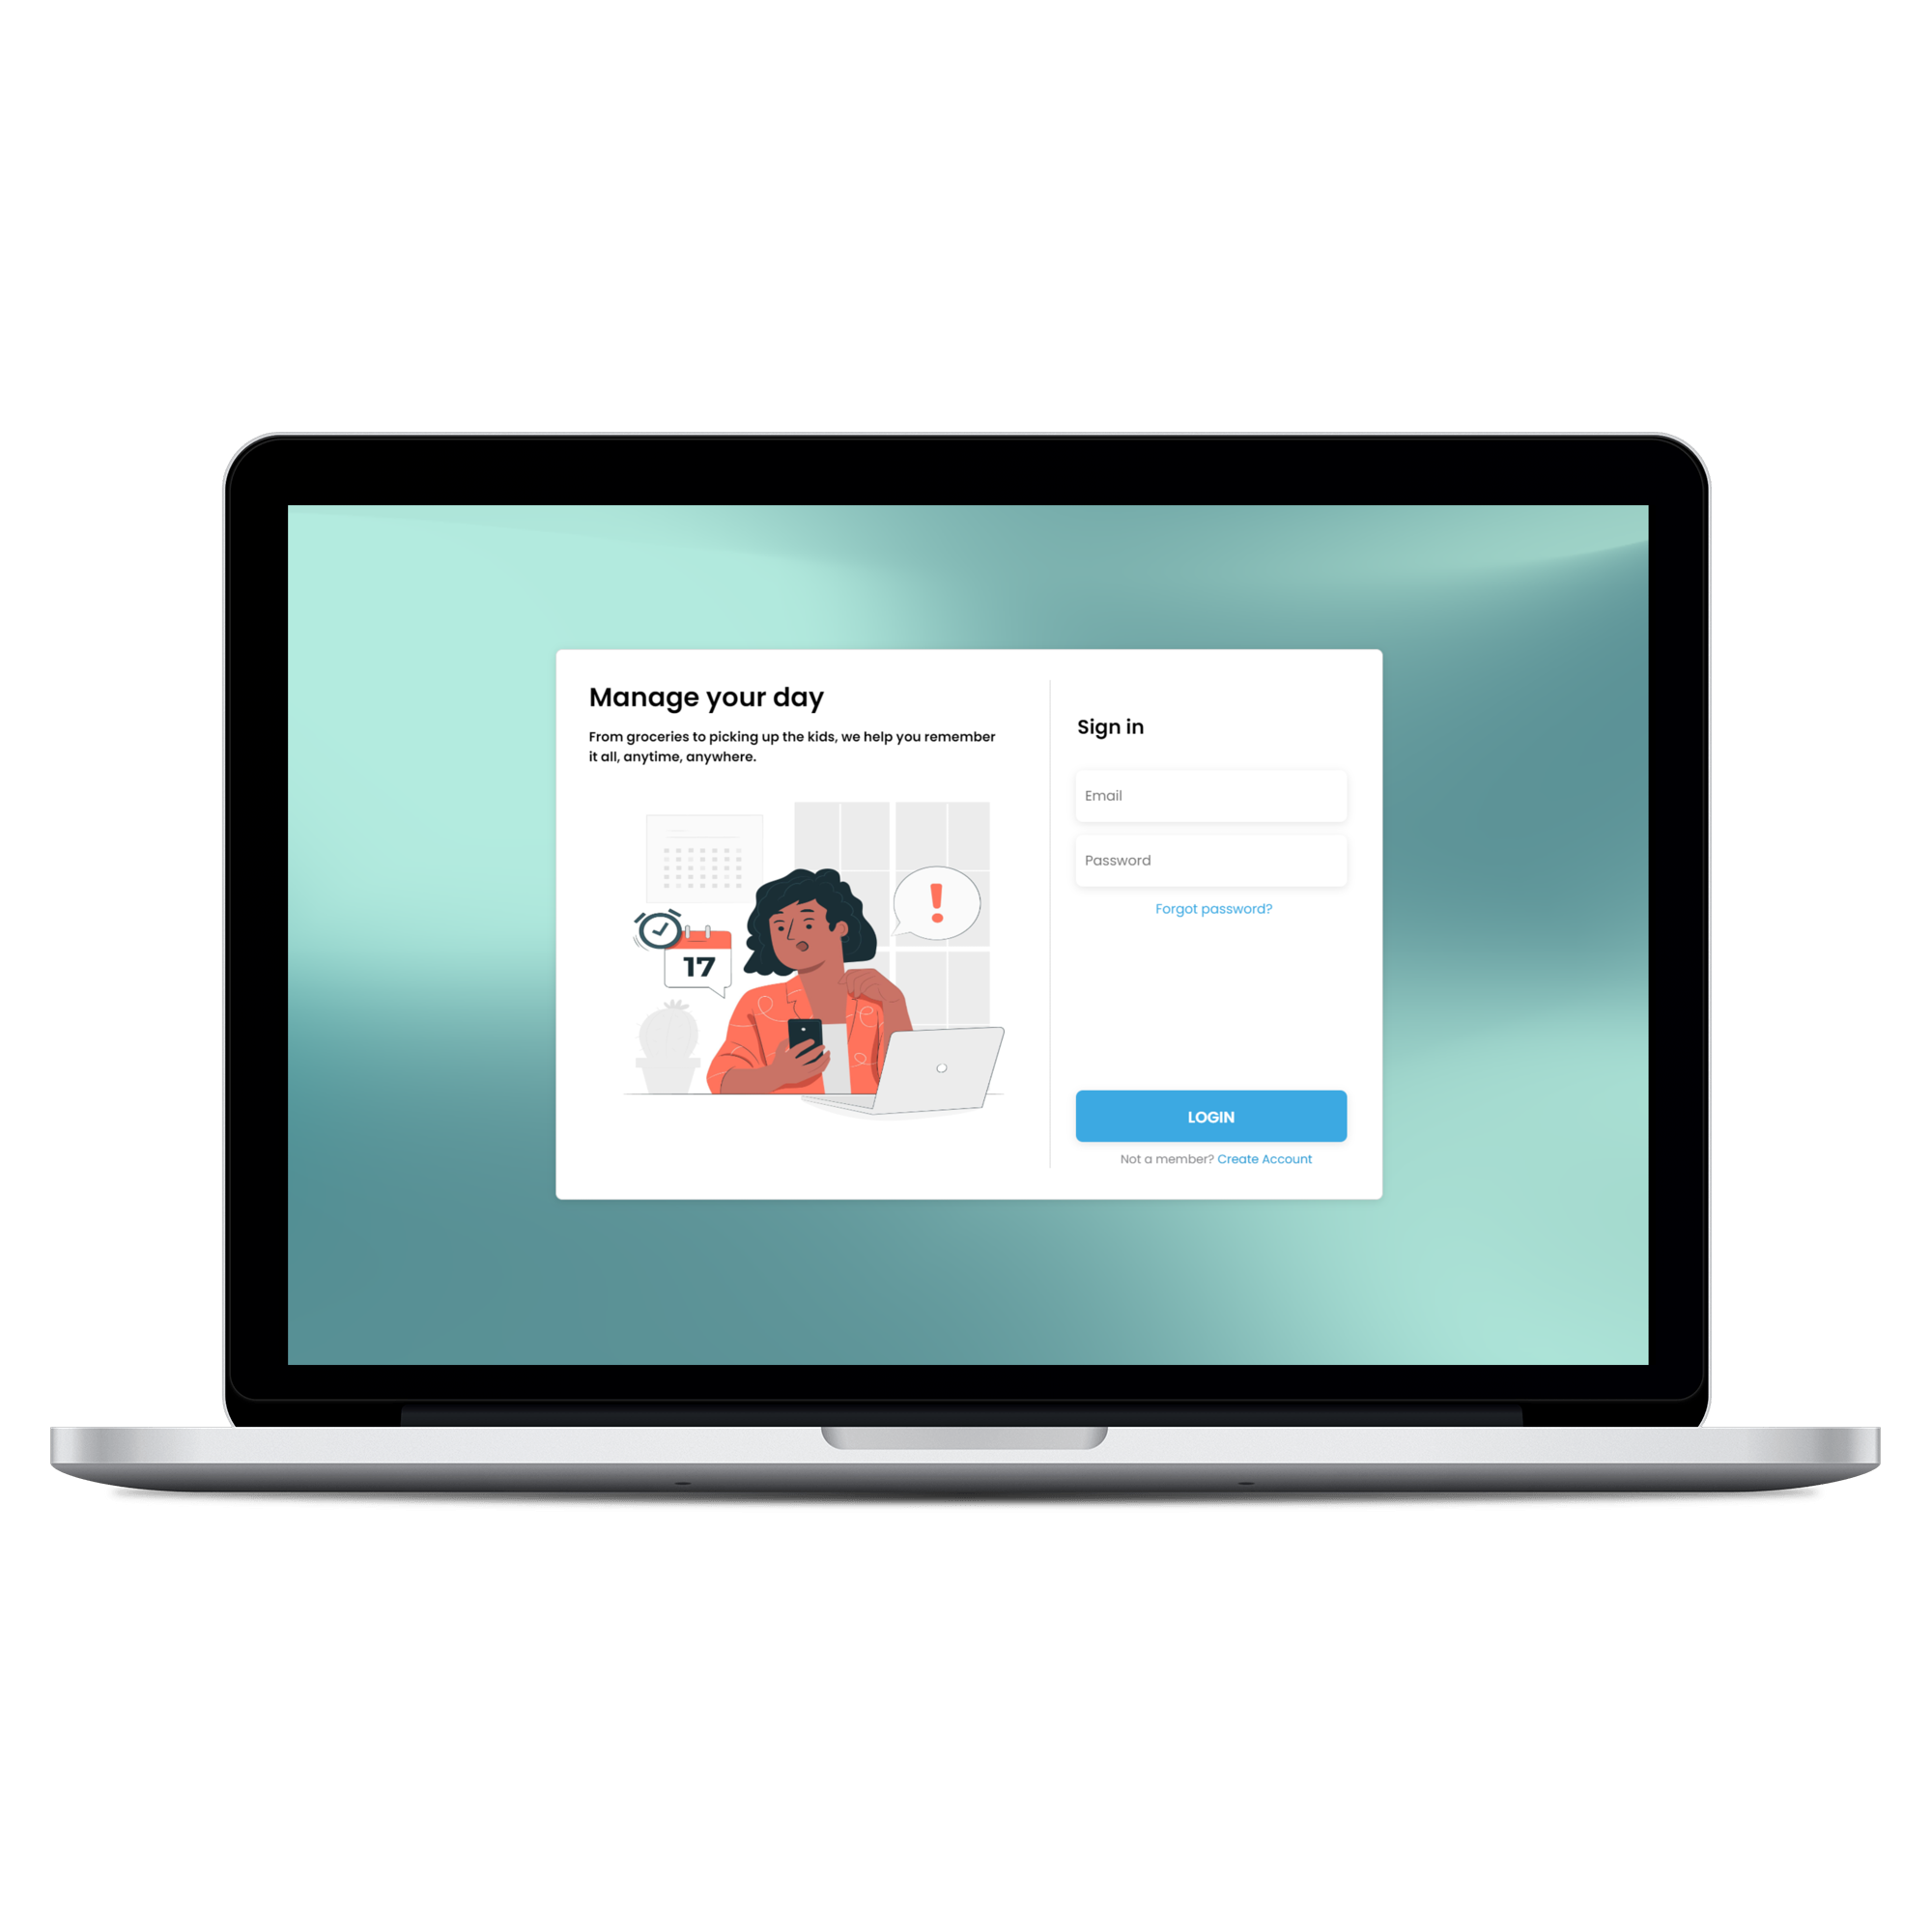 Manage your day
From groceries to picking up the kids, we help you remember
it all, anytime, anywhere.
17
!
Sign in
Email
Password
Forgot password?
LOGIN
Not a member? Create Account